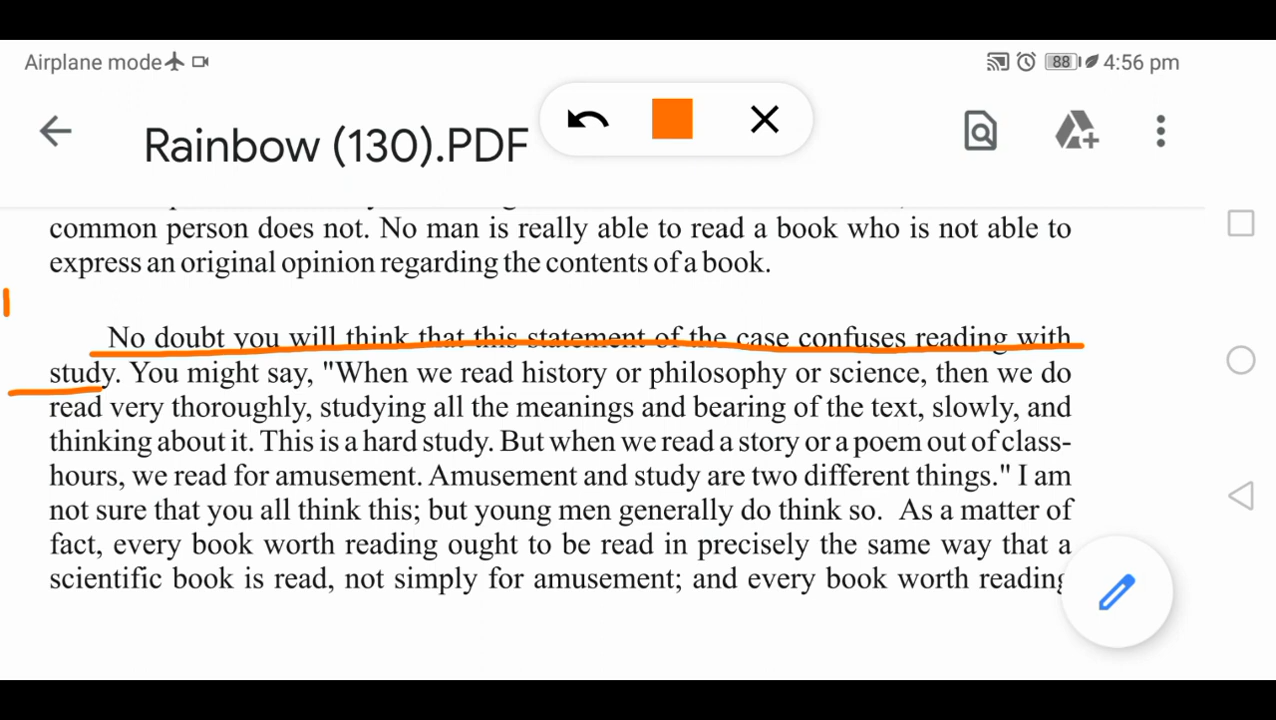 Airplane mode
88 4:56 pm
Rainbow (130).PDF
common person does not. No man is really able to read a book who is not able to
express an original opinion regarding the contents of a book.
No doubt you will think that this statement of the case confuses reading with
study. You might say, "When we read history or philosophy or science, then we do
read very thoroughly, studying all the meanings and bearing of the text, slowly, and
thinking about it. This is a hard study. But when we read a story or a poem out of class-
hours, we read for amusement. Amusement and study are two different things." I am
not sure that you all think this; but young men generally do think so. As a matter of
fact, every book worth reading ought to be read in precisely the same way that a
scientific book is read, not simply for amusement; and every book worth reading